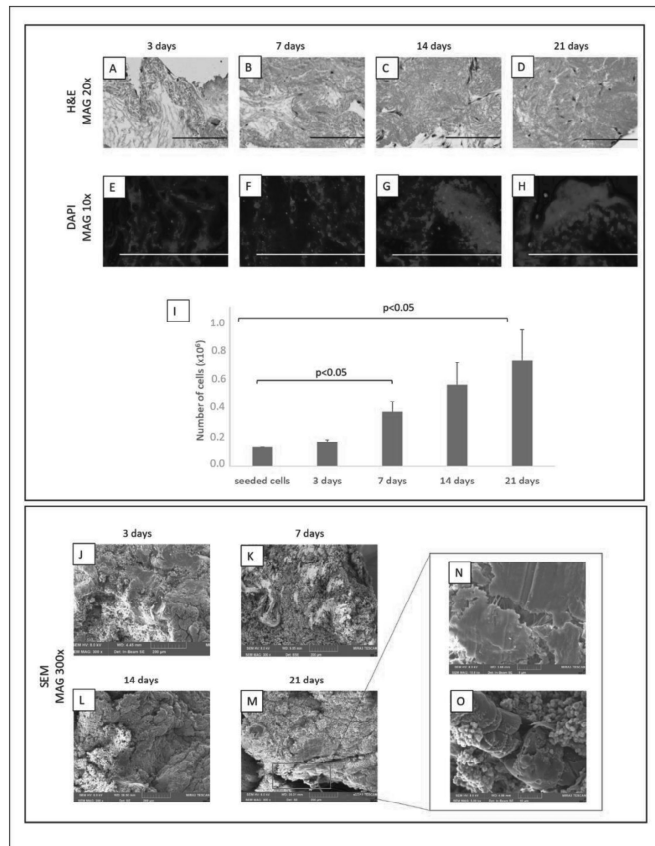 3 days 7 days 14 days 21 days
H&E
MAG 20x
A B C D
DAPI
MAG 10x
E F G H
I
Number of cells (x10⁶)
1.0
0.8
0.6
0.4
0.2
0.0
p<0.05
p<0.05
seeded cells 3 days 7 days 14 days 21 days
SEM
MAG 300x
3 days 7 days
J K
14 days 21 days
L M
N
O